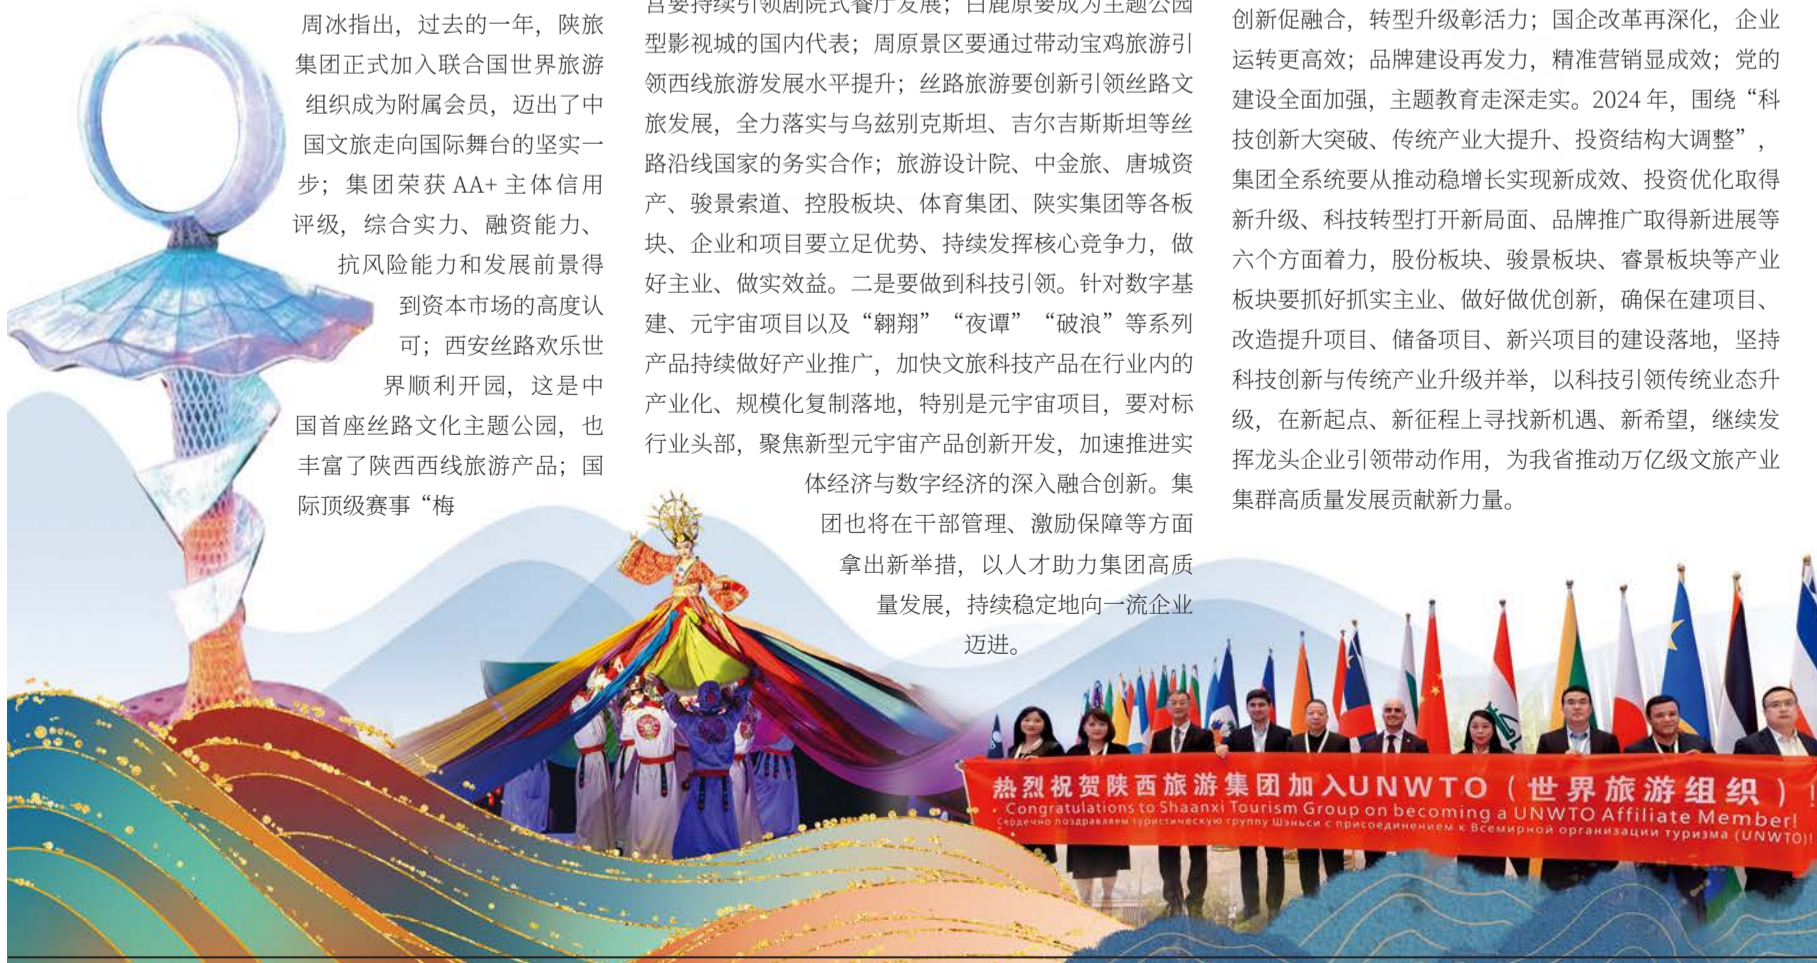 周冰指出，过去的一年，陕旅
集团正式加入联合国世界旅游
组织成为附属会员，迈出了中
国文旅走向国际舞台的坚实一
步；集团荣获 AA+ 主体信用
评级，综合实力、融资能力、
抗风险能力和发展前景得
到资本市场的高度认
可；西安丝路欢乐世
界顺利开园，这是中
国首座丝路文化主题公园，也
丰富了陕西西线旅游产品；国
际顶级赛事“梅
宫要持续引领剧院式餐厅发展；白鹿原要成为主题公园
型影视城的国内代表；周原景区要通过带动宝鸡旅游引
领西线旅游发展水平提升；丝路旅游要创新引领丝路文
旅发展，全力落实与乌兹别克斯坦、吉尔吉斯斯坦等丝
路沿线国家的务实合作；旅游设计院、中金旅、唐城资
产、骏景索道、控股板块、体育集团、陕实集团等各板
块、企业和项目要立足优势、持续发挥核心竞争力，做
好主业、做实效益。二是要做到科技引领。针对数字基
建、元宇宙项目以及“翱翔”“夜谭”“破浪”等系列
产品持续做好产业推广，加快文旅科技产品在行业内的
产业化、规模化复制落地，特别是元宇宙项目，要对标
行业头部，聚焦新型元宇宙产品创新开发，加速推进实
体经济与数字经济的深入融合创新。集
团也将在干部管理、激励保障等方面
拿出新举措，以人才助力集团高质
量发展，持续稳定地向一流企业
迈进。
创新促融合，转型升级彰活力；国企改革再深化，企业
运转更高效；品牌建设再发力，精准营销显成效；党的
建设全面加强，主题教育走深走实。2024 年，围绕“科
技创新大突破、传统产业大提升、投资结构大调整”，
集团全系统要从推动稳增长实现新成效、投资优化取得
新升级、科技转型打开新局面、品牌推广取得新进展等
六个方面着力，股份板块、骏景板块、睿景板块等产业
板块要抓好抓实主业、做好做优创新，确保在建项目、
改造提升项目、储备项目、新兴项目的建设落地，坚持
科技创新与传统产业升级并举，以科技引领传统业态升
级，在新起点、新征程上寻找新机遇、新希望，继续发
挥龙头企业引领带动作用，为我省推动万亿级文旅产业
集群高质量发展贡献新力量。
热烈祝贺陕西旅游集团加入UNWTO（世界旅游组织）！
Congratulations to Shaanxi Tourism Group on becoming a UNWTO Affiliate Member!
Сердечно поздравляем туристическую группу Шэньси с присоединением к Всемирной организации туризма (UNWTO)!